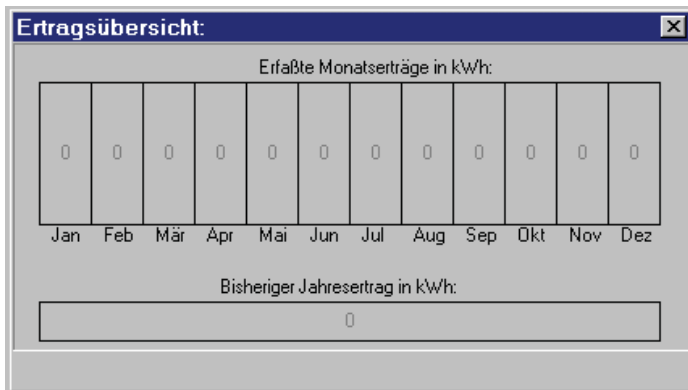 Ertragsübersicht:
Erfaßte Monatserträge in kWh:
0 0 0 0 0 0 0 0 0 0 0 0
Jan Feb Mär Apr Mai Jun Jul Aug Sep Okt Nov Dez
Bisheriger Jahresertrag in kWh:
0